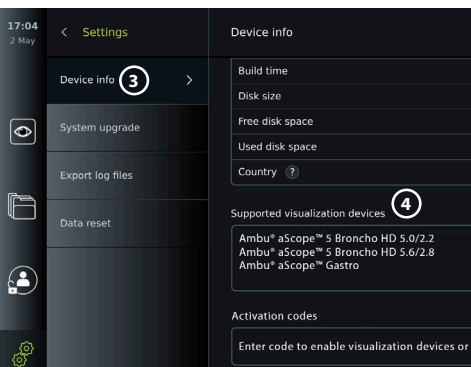 17:04
2 May
< Settings
Device info
Device info 3 >
System upgrade
Export log files
Data reset
Build time
Disk size
Free disk space
Used disk space
Country ?
Supported visualization devices 4
Ambu® aScope™ 5 Broncho HD 5.0/2.2
Ambu® aScope™ 5 Broncho HD 5.6/2.8
Ambu® aScope™ Gastro
Activation codes
Enter code to enable visualization devices or